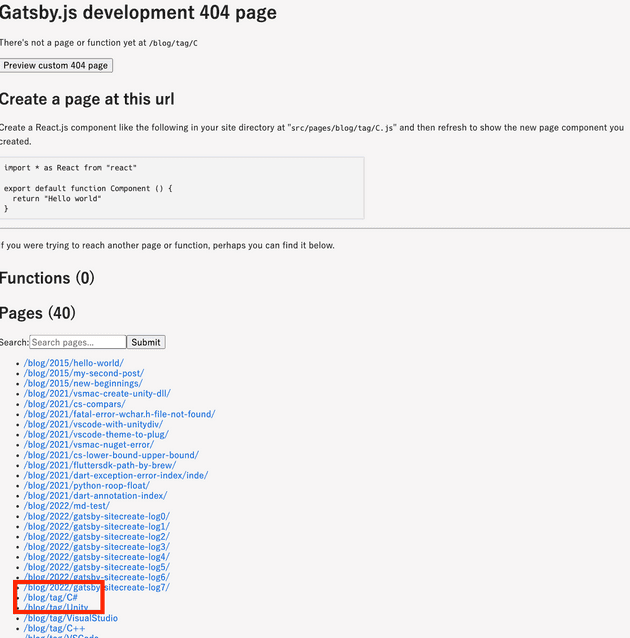 Gatsby.js development 404 page
There's not a page or function yet at /blog/tag/C
Preview custom 404 page
Create a page at this url
Create a React.js component like the following in your site directory at "src/pages/blog/tag/C.js" and then refresh to show the new page component you
created.
import * as React from "react"
export default function Component () {
return "Hello world"
}
If you were trying to reach another page or function, perhaps you can find it below.
Functions (0)
Pages (40)
Search: Search pages... Submit
• /blog/2015/hello-world/
• /blog/2015/my-second-post/
• /blog/2015/new-beginnings/
• /blog/2021/vsmac-create-unity-dll/
• /blog/2021/cs-compars/
• /blog/2021/fatal-error-wchar.h-file-not-found/
• /blog/2021/vscode-with-unitydiv/
• /blog/2021/vscode-theme-to-plug/
• /blog/2021/vsmac-nuget-error/
• /blog/2021/cs-lower-bound-upper-bound/
• /blog/2021/fluttersdk-path-by-brew/
• /blog/2021/dart-exception-error-index/inde/
• /blog/2021/python-roop-float/
• /blog/2021/dart-annotation-index/
• /blog/2022/md-test/
• /blog/2022/gatsby-sitecreate-log0/
• /blog/2022/gatsby-sitecreate-log1/
• /blog/2022/gatsby-sitecreate-log2/
• /blog/2022/gatsby-sitecreate-log3/
• /blog/2022/gatsby-sitecreate-log4/
• /blog/2022/gatsby-sitecreate-log5/
• /blog/2022/gatsby-sitecreate-log6/
• /blog/2022/gatsby-sitecreate-log7/
• /blog/tag/C#
• /blog/tag/Unity
• /blog/tag/VisualStudio
• /blog/tag/C++
• /blog/tag/VSCode